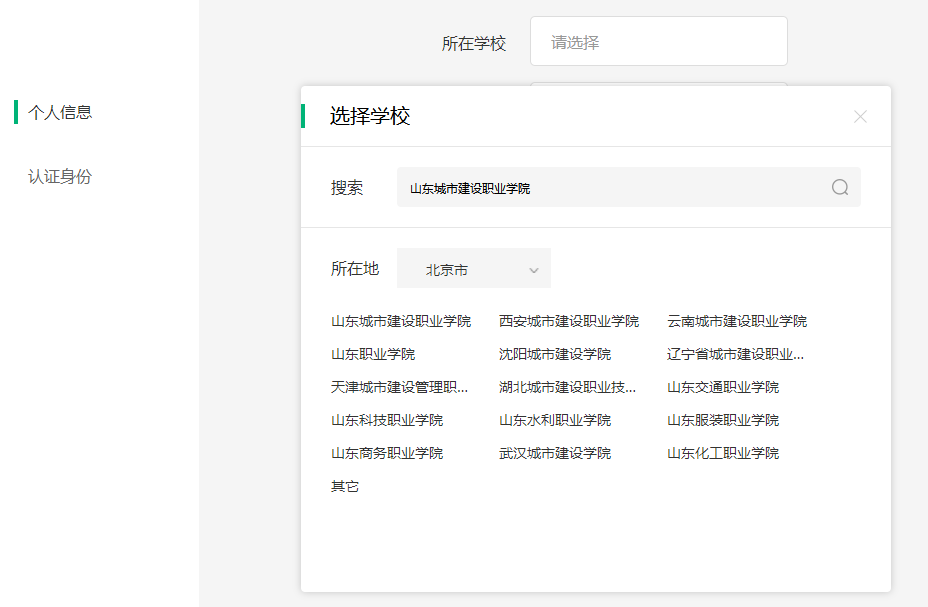 所在学校 请选择
个人信息
认证身份
选择学校
搜索 山东城市建设职业学院
所在地 北京市
山东城市建设职业学院 西安城市建设职业学院 云南城市建设职业学院
山东职业学院 沈阳城市建设学院 辽宁省城市建设职业...
天津城市建设管理职... 湖北城市建设职业技... 山东交通职业学院
山东科技职业学院 山东水利职业学院 山东服装职业学院
山东商务职业学院 武汉城市建设学院 山东化工职业学院
其它